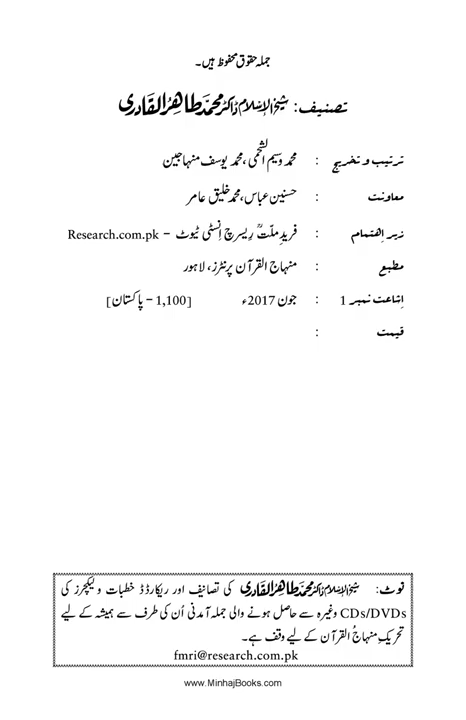 جملہ حقوق محفوظ ہیں۔
تصنیف: شیخ الاسلام ڈاکٹر محمد طاہر القادری
ترتیب و تخریج : محمد وسیم الشحمی، محمد یوسف منہاجین
معاونت : حسنین عباس، محمد خلیق عامر
زیر اہتمام : فریدِ ملّتؒ رِیسرچ اِنسٹی ٹیوٹ - Research.com.pk
مطبع : منہاج القرآن پرنٹرز، لاہور
اِشاعت نمبر 1 : جون 2017ء [1,100 - پاکستان]
قیمت :
نوٹ: شیخ الاسلام ڈاکٹر محمد طاہر القادری کی تصانیف اور ریکارڈڈ خطبات و لیکچرز کی
CDs/DVDs وغیرہ سے حاصل ہونے والی جملہ آمدنی اُن کی طرف سے ہمیشہ کے لیے
تحریکِ منہاجُ القرآن کے لیے وقف ہے۔
fmri@research.com.pk
www.MinhajBooks.com